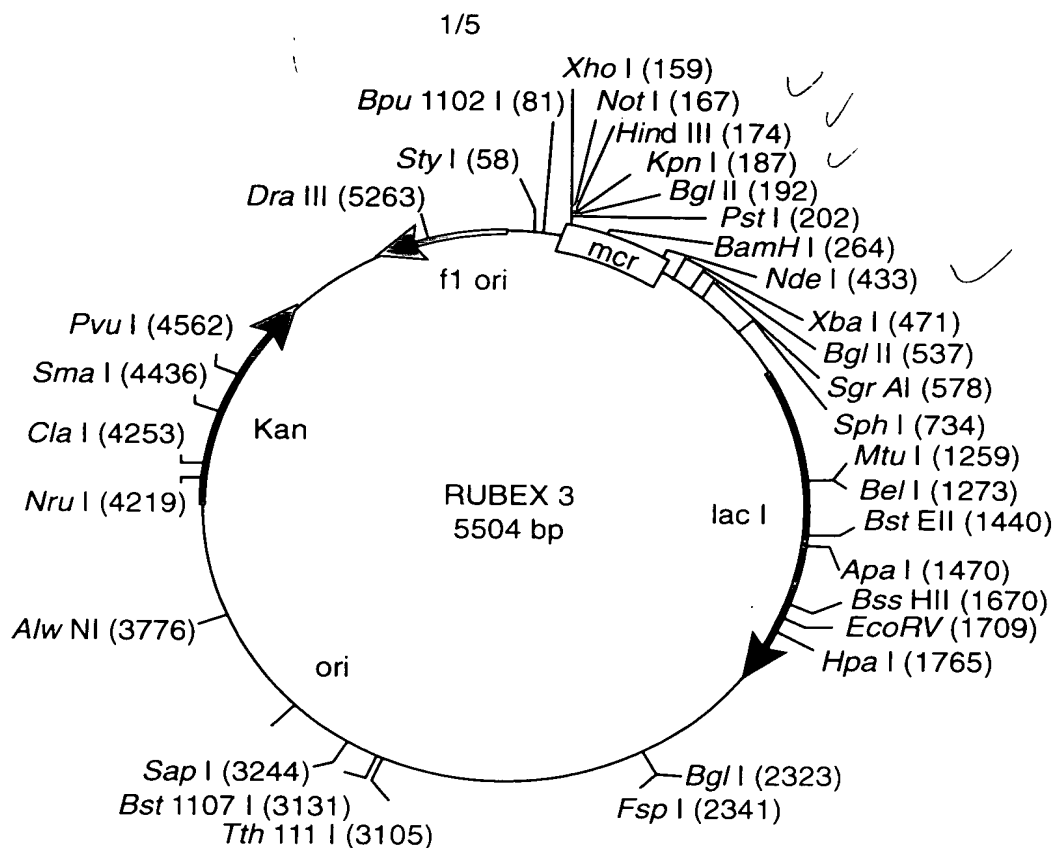 1/5
Xho I (159)
Not I (167)
Bpu 1102 I (81)
Hind III (174)
Sty I (58)
Kpn I (187)
Bgl II (192)
Dra III (5263)
Pst I (202)
BamH I (264)
mcr
Nde I (433)
f1 ori
Xba I (471)
Pvu I (4562)
Bgl II (537)
Sma I (4436)
Sgr AI (578)
Sph I (734)
Cla I (4253)
Kan
Mtu I (1259)
Nru I (4219)
RUBEX 3
5504 bp
lac I
Bel I (1273)
Bst EII (1440)
Apa I (1470)
Bss HII (1670)
Alw NI (3776)
EcoRV (1709)
ori
Hpa I (1765)
Sap I (3244)
Bgl I (2323)
Bst 1107 I (3131)
Fsp I (2341)
Tth 111 I (3105)